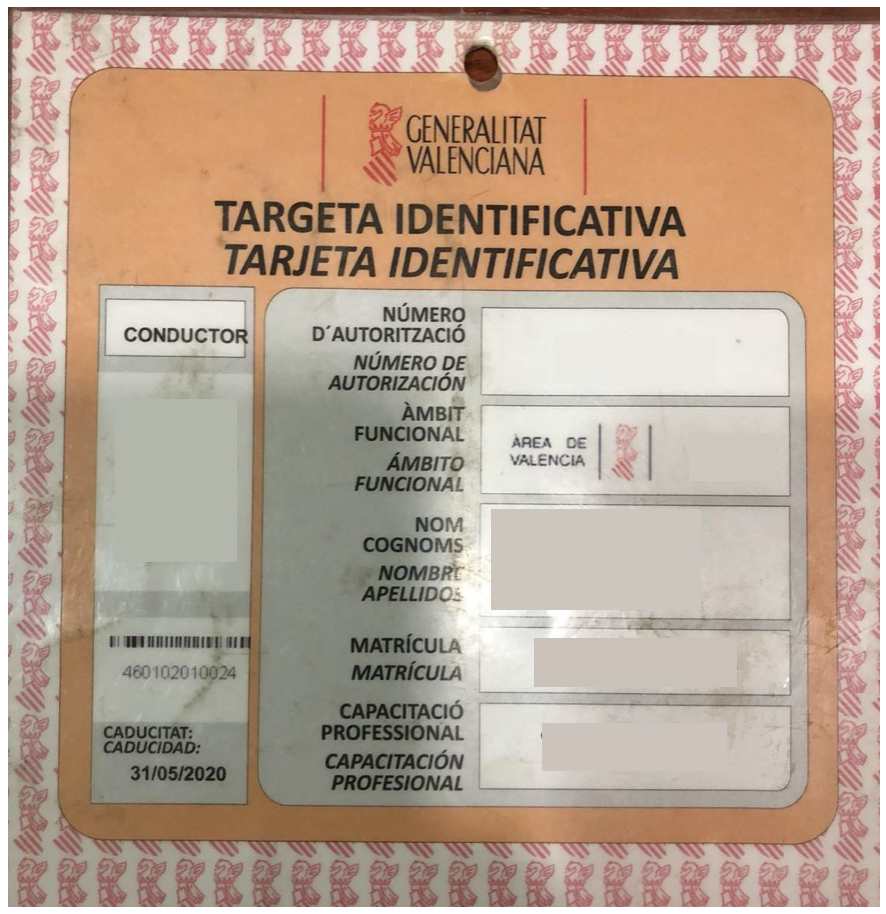 GENERALITAT
VALENCIANA
TARGETA IDENTIFICATIVA
TARJETA IDENTIFICATIVA
CONDUCTOR
460102010024
CADUCITAT:
CADUCIDAD:
31/05/2020
NÚMERO
D´AUTORITZACIÓ
NÚMERO DE
AUTORIZACIÓN
ÀMBIT
FUNCIONAL
ÁMBITO
FUNCIONAL
ÀREA DE
VALENCIA
NOM
COGNOMS
NOMBRE
APELLIDOS
MATRÍCULA
MATRÍCULA
CAPACITACIÓ
PROFESSIONAL
CAPACITACIÓN
PROFESIONAL